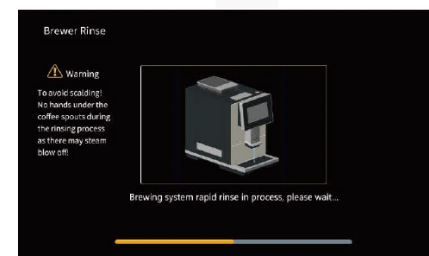 Brewer Rinse
Warning
To avoid scalding!
No hands under the
coffee spouts during
the rinsing process
as there may steam
blow off!
Brewing system rapid rinse in process, please wait...